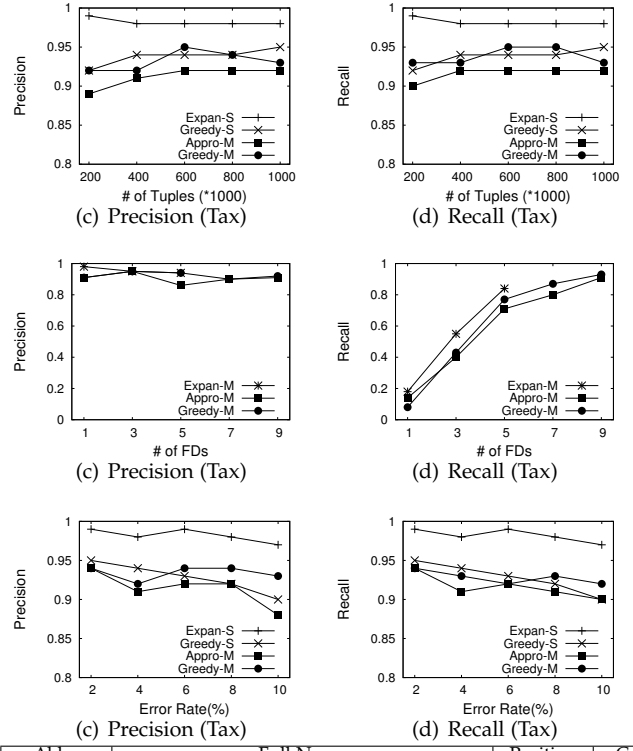 1
0.95
0.9
0.85
0.8
Precision
Expan-S
Greedy-S
Appro-M
Greedy-M
200 400 600 800 1000
# of Tuples (*1000)
(c) Precision (Tax)
1
0.95
0.9
0.85
0.8
Recall
Expan-S
Greedy-S
Appro-M
Greedy-M
200 400 600 800 1000
# of Tuples (*1000)
(d) Recall (Tax)
1
0.8
0.6
0.4
0.2
0
Precision
Expan-M
Appro-M
Greedy-M
1 3 5 7 9
# of FDs
(c) Precision (Tax)
1
0.8
0.6
0.4
0.2
0
Recall
Expan-M
Appro-M
Greedy-M
1 3 5 7 9
# of FDs
(d) Recall (Tax)
1
0.95
0.9
0.85
0.8
Precision
Expan-S
Greedy-S
Appro-M
Greedy-M
2 4 6 8 10
Error Rate(%)
(c) Precision (Tax)
1
0.95
0.9
0.85
0.8
Recall
Expan-S
Greedy-S
Appro-M
Greedy-M
2 4 6 8 10
Error Rate(%)
(d) Recall (Tax)